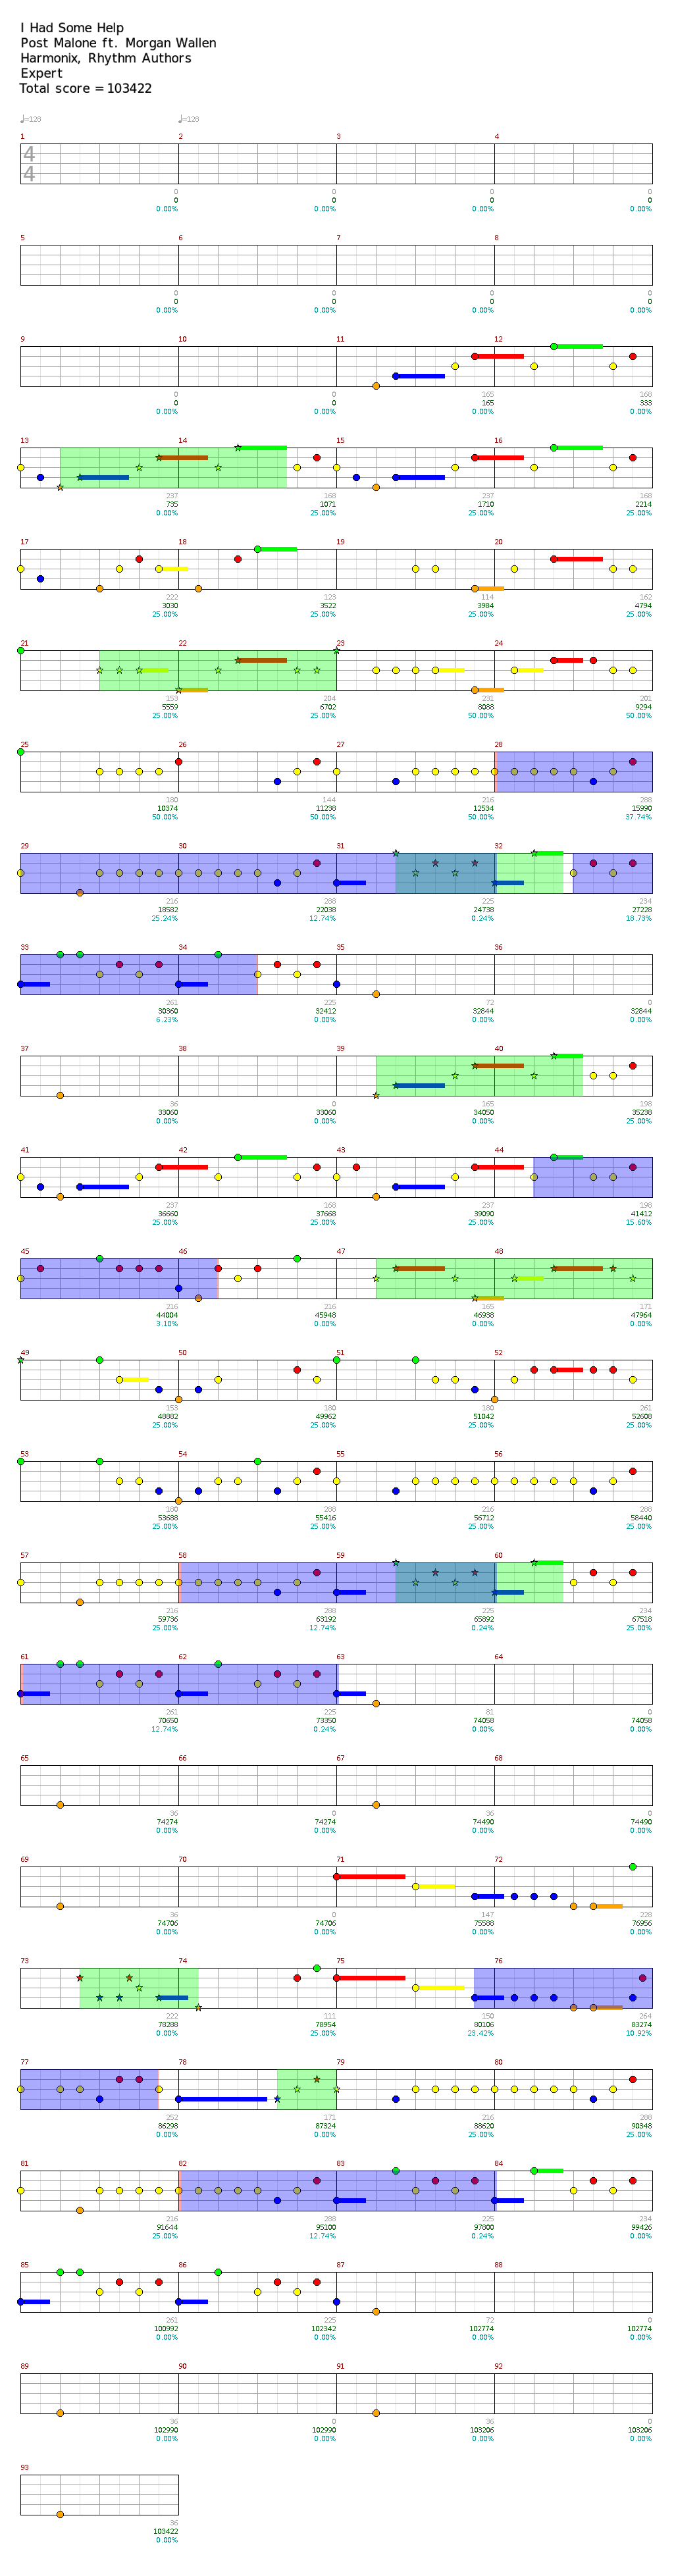 I Had Some Help
Post Malone ft. Morgan Wallen
Harmonix, Rhythm Authors
Expert
Total score = 103422
♩=128 ♩=128
1 2 3 4
4
4
0 0 0 0
0 0 0 0
0.00% 0.00% 0.00% 0.00%
5 6 7 8
0 0 0 0
0 0 0 0
0.00% 0.00% 0.00% 0.00%
9 10 11 12
0 0 165 168
0 0 165 333
0.00% 0.00% 0.00% 0.00%
13 14 15 16
237 168 237 168
735 1071 1710 2214
0.00% 25.00% 25.00% 25.00%
17 18 19 20
222 123 114 162
3030 3522 3984 4794
25.00% 25.00% 25.00% 25.00%
21 22 23 24
153 204 231 201
5559 6702 8088 9294
25.00% 25.00% 50.00% 50.00%
25 26 27 28
180 144 216 288
10374 11238 12534 15990
50.00% 50.00% 50.00% 37.74%
29 30 31 32
216 288 225 234
18582 22038 24738 27228
25.24% 12.74% 0.24% 18.73%
33 34 35 36
261 225 72 0
30360 32412 32844 32844
6.23% 0.00% 0.00% 0.00%
37 38 39 40
36 0 165 198
33060 33060 34050 35238
0.00% 0.00% 0.00% 25.00%
41 42 43 44
237 168 237 198
36660 37668 39090 41412
25.00% 25.00% 25.00% 15.60%
45 46 47 48
216 216 165 171
44004 45948 46938 47964
3.10% 0.00% 0.00% 0.00%
49 50 51 52
153 180 180 261
48882 49962 51042 52608
25.00% 25.00% 25.00% 25.00%
53 54 55 56
180 288 216 288
53688 55416 56712 58440
25.00% 25.00% 25.00% 25.00%
57 58 59 60
216 288 225 234
59736 63192 65892 67518
25.00% 12.74% 0.24% 25.00%
61 62 63 64
261 225 81 0
70650 73350 74058 74058
12.74% 0.24% 0.00% 0.00%
65 66 67 68
36 0 36 0
74274 74274 74490 74490
0.00% 0.00% 0.00% 0.00%
69 70 71 72
36 0 147 228
74706 74706 75588 76956
0.00% 0.00% 0.00% 0.00%
73 74 75 76
222 111 150 264
78288 78954 80106 83274
0.00% 25.00% 23.42% 10.92%
77 78 79 80
252 171 216 288
86298 87324 88620 90348
0.00% 0.00% 25.00% 25.00%
81 82 83 84
216 288 225 234
91644 95100 97800 99426
25.00% 12.74% 0.24% 0.00%
85 86 87 88
261 225 72 0
100992 102342 102774 102774
0.00% 0.00% 0.00% 0.00%
89 90 91 92
36 0 36 0
102990 102990 103206 103206
0.00% 0.00% 0.00% 0.00%
93
36
103422
0.00%